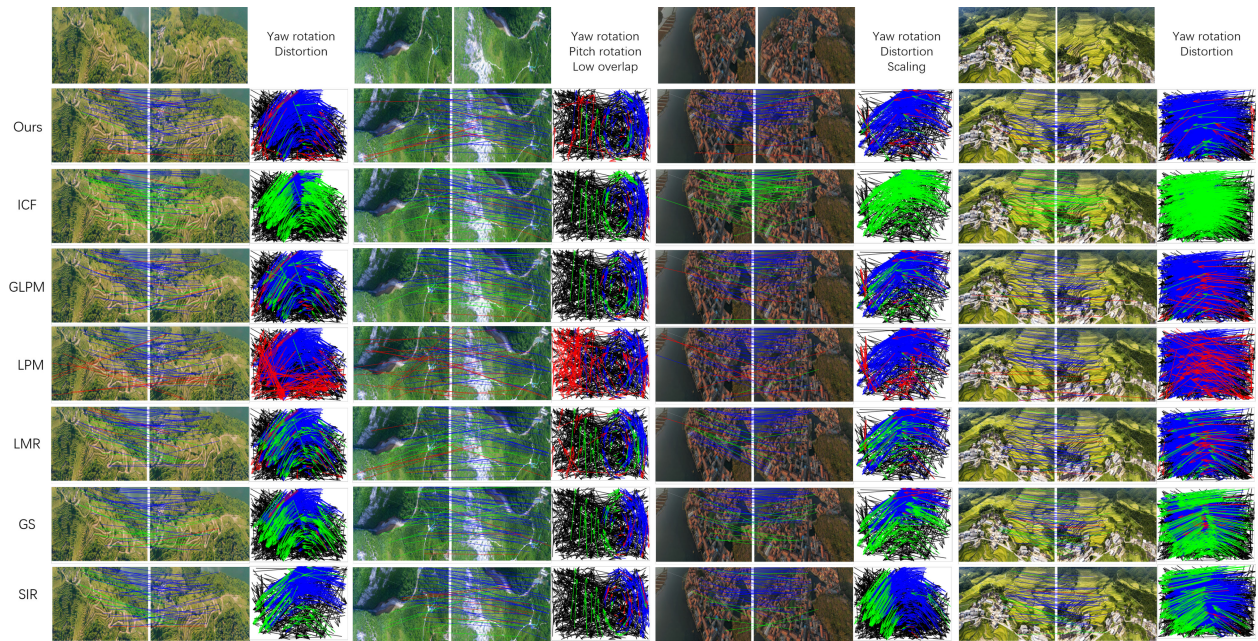 Yaw rotation
Distortion
Yaw rotation
Pitch rotation
Low overlap
Yaw rotation
Distortion
Scaling
Yaw rotation
Distortion
Ours
ICF
GLPM
LPM
LMR
GS
SIR